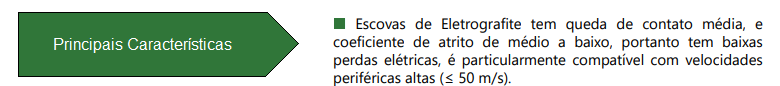 Principais Características
Escovas de Eletrografite tem queda de contato média, e
coeficiente de atrito de médio a baixo, portanto tem baixas
perdas elétricas, é particularmente compatível com velocidades
periféricas altas (≤ 50 m/s).